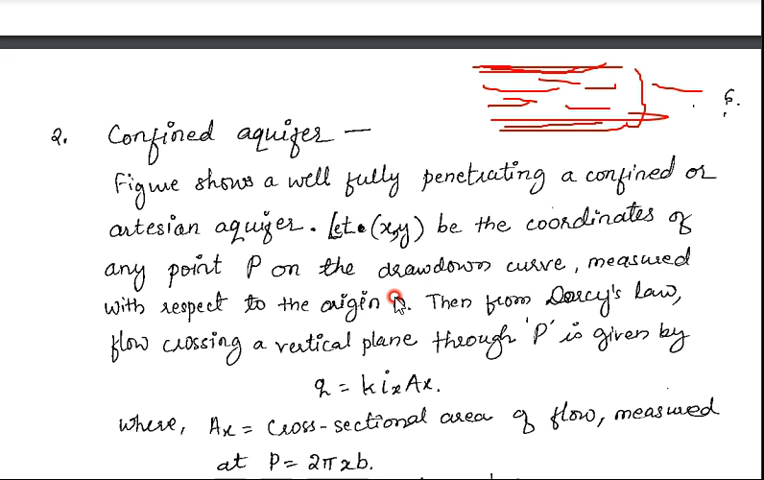 6.
2. Confined aquifer —
Figure shows a well fully penetrating a confined or
artesian aquifer. Let (x,y) be the coordinates of
any point P on the drawdown curve, measured
with respect to the origin. Then from Darcy's law,
flow crossing a vertical plane through 'P' is given by
q = k ix Ax.
where, Ax = cross-sectional area of flow, measured
at P = 2πxb.